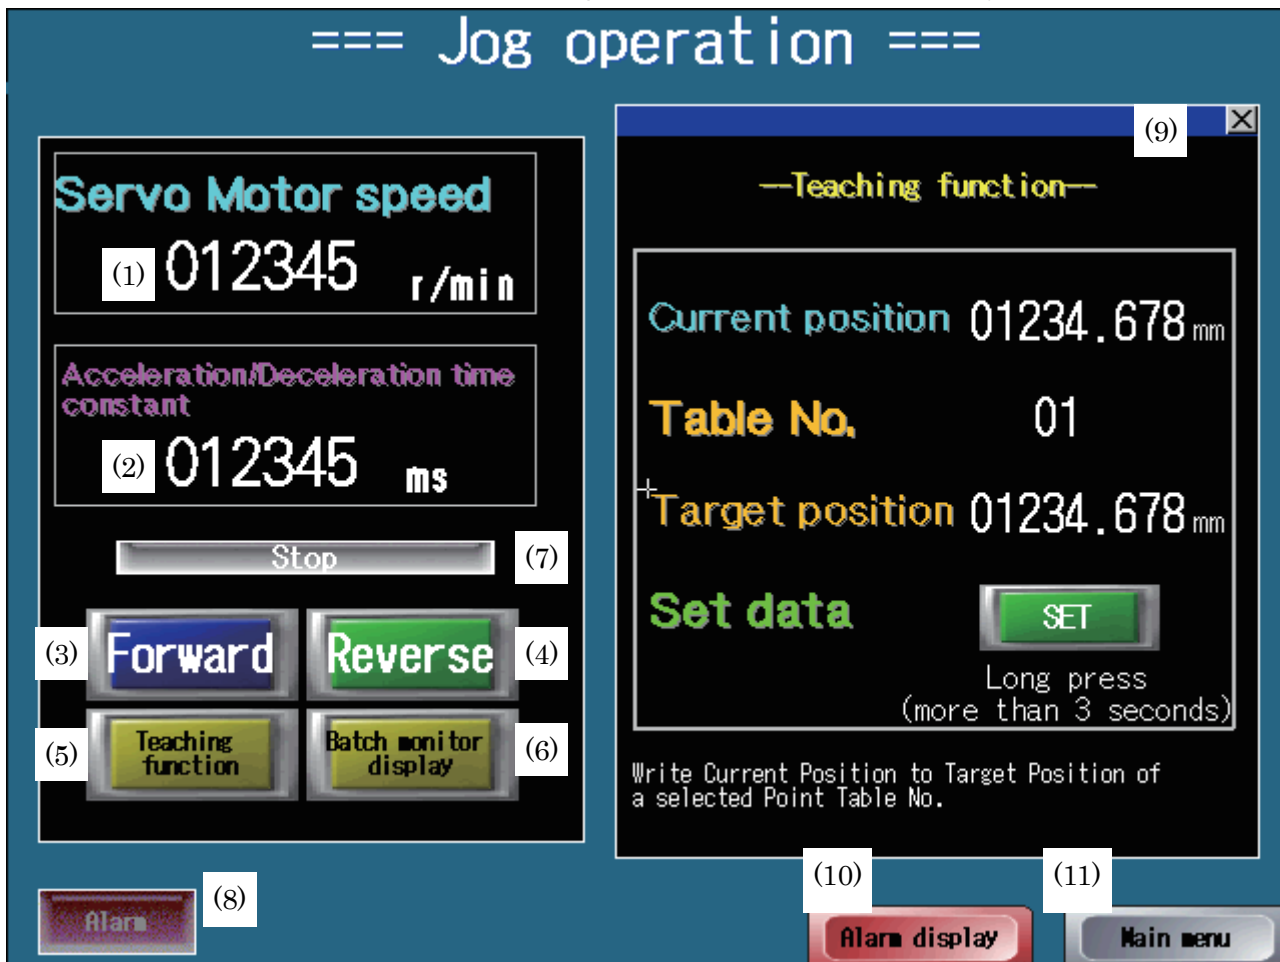 === Jog operation ===
Servo Motor speed
(1) 012345 r/min
Acceleration/Deceleration time
constant
(2) 012345 ms
Stop (7)
(3) Forward Reverse (4)
(5) Teaching
function
Batch monitor
display (6)
(9)
—Teaching function—
Current position 01234.678 mm
Table No. 01
Target position 01234.678 mm
Set data SET
Long press
(more than 3 seconds)
Write Current Position to Target Position of
a selected Point Table No.
Alarm (8)
(10)
Alarm display
(11)
Main menu